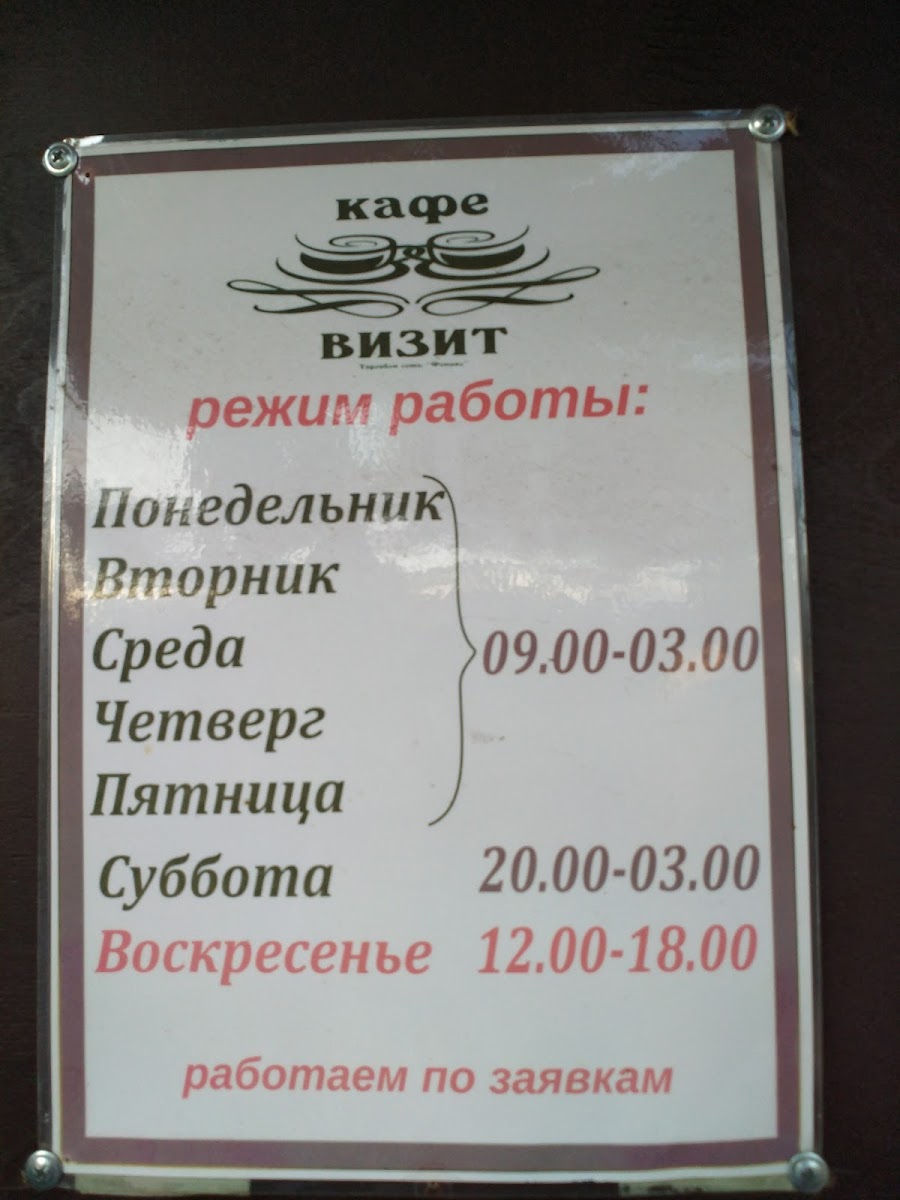 кафе
визит
режим работы:
Понедельник
Вторник
Среда
Четверг
Пятница
09.00-03.00
Суббота 20.00-03.00
Воскресенье 12.00-18.00
работаем по заявкам